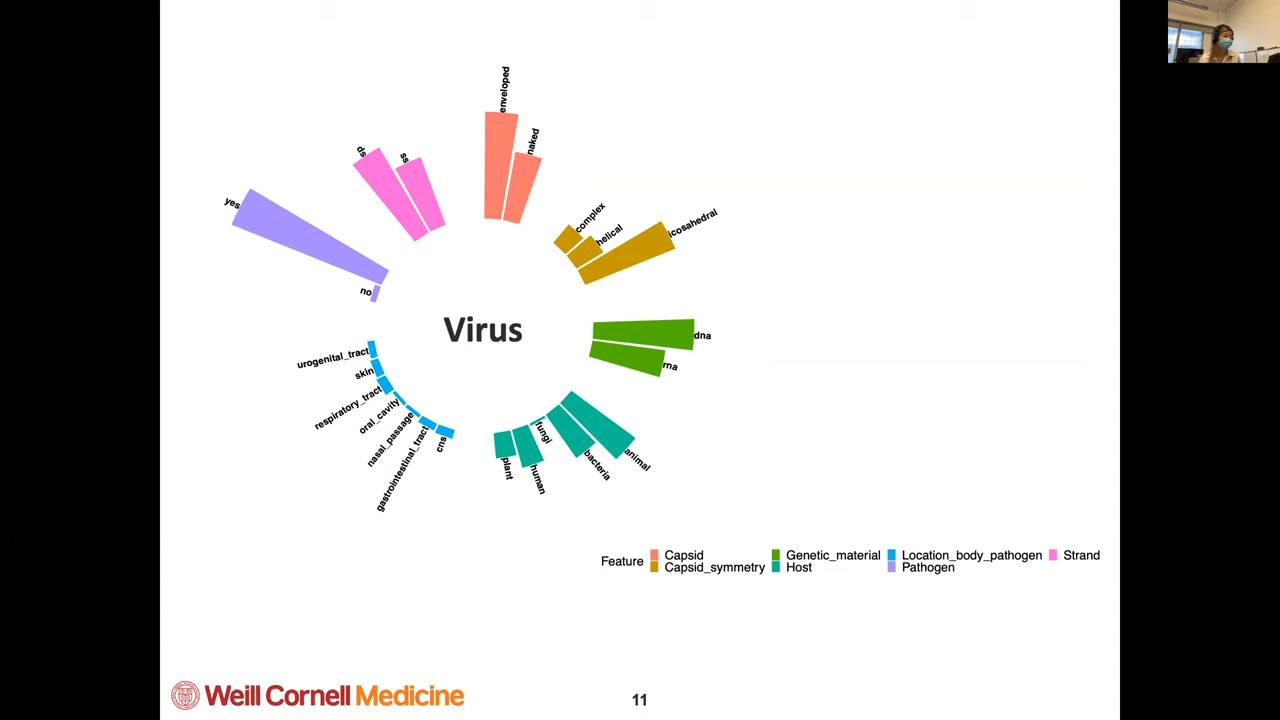 enveloped
naked
ds
ss
yes
no
complex
helical
icosahedral
Virus
dna
rna
urogenital_tract
skin
respiratory_tract
oral_cavity
nasal_passage
gastrointestinal_tract
cns
plant
human
fungi
bacteria
animal
Feature
Capsid
Genetic_material
Location_body_pathogen
Strand
Capsid_symmetry
Host
Pathogen
Weill Cornell Medicine
11